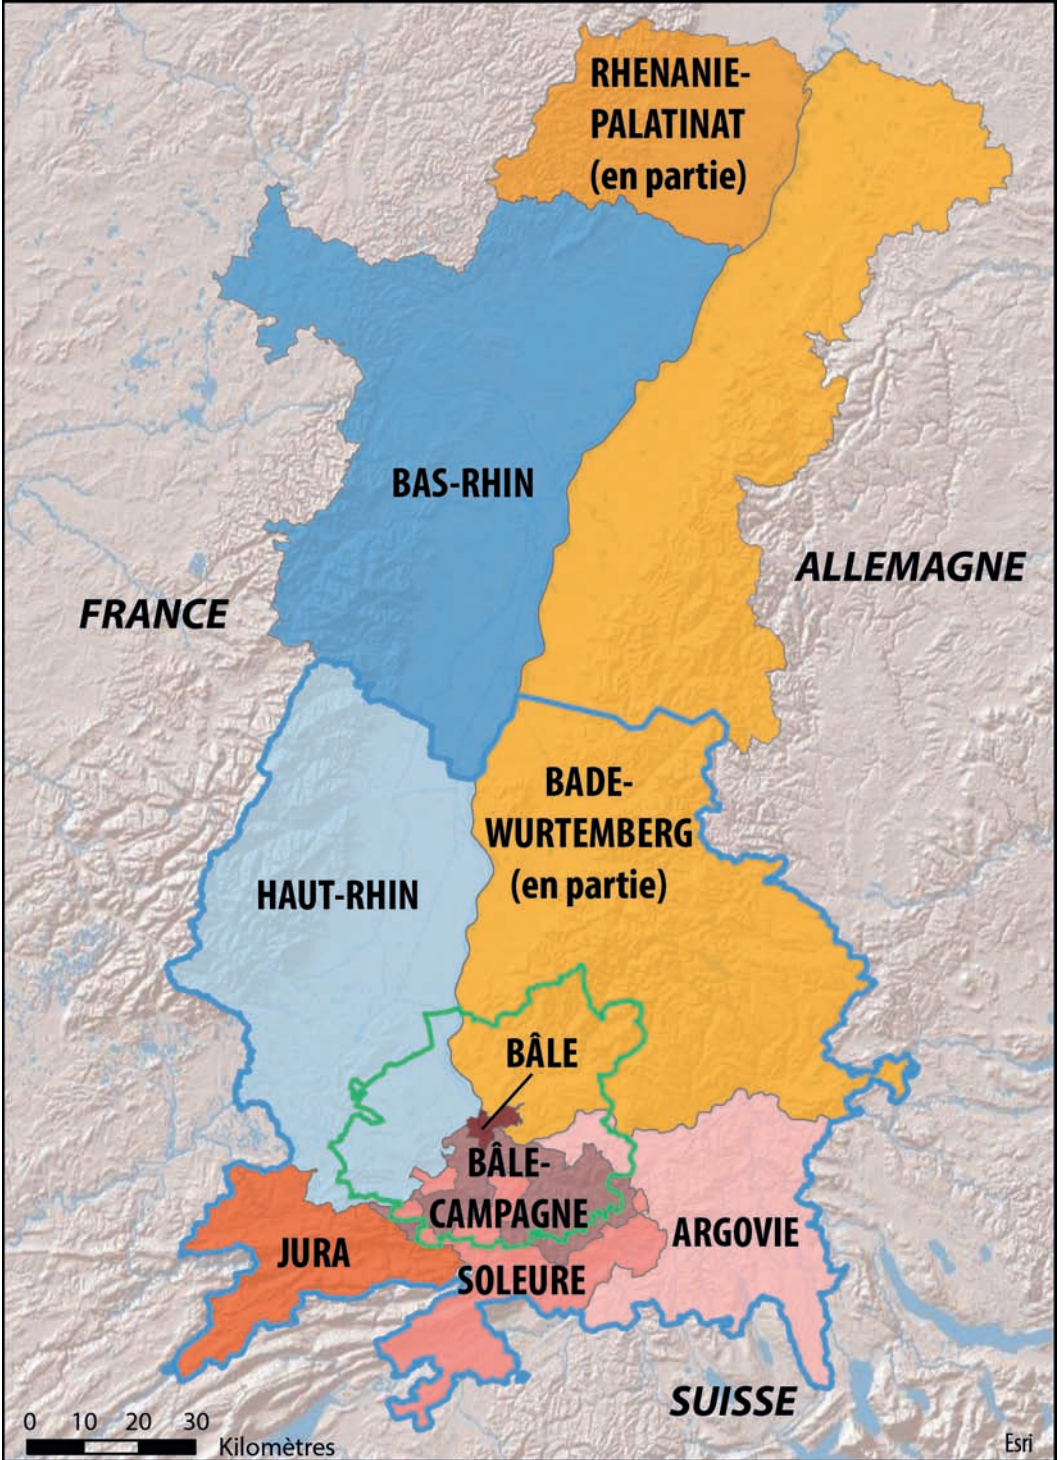 RHENANIE-
PALATINAT
(en partie)
BAS-RHIN
ALLEMAGNE
FRANCE
BADE-
WURTEMBERG
(en partie)
HAUT-RHIN
BÂLE
BÂLE-
CAMPAGNE
ARGOVIE
JURA
SOLEURE
SUISSE
0 10 20 30
Kilomètres
Esri